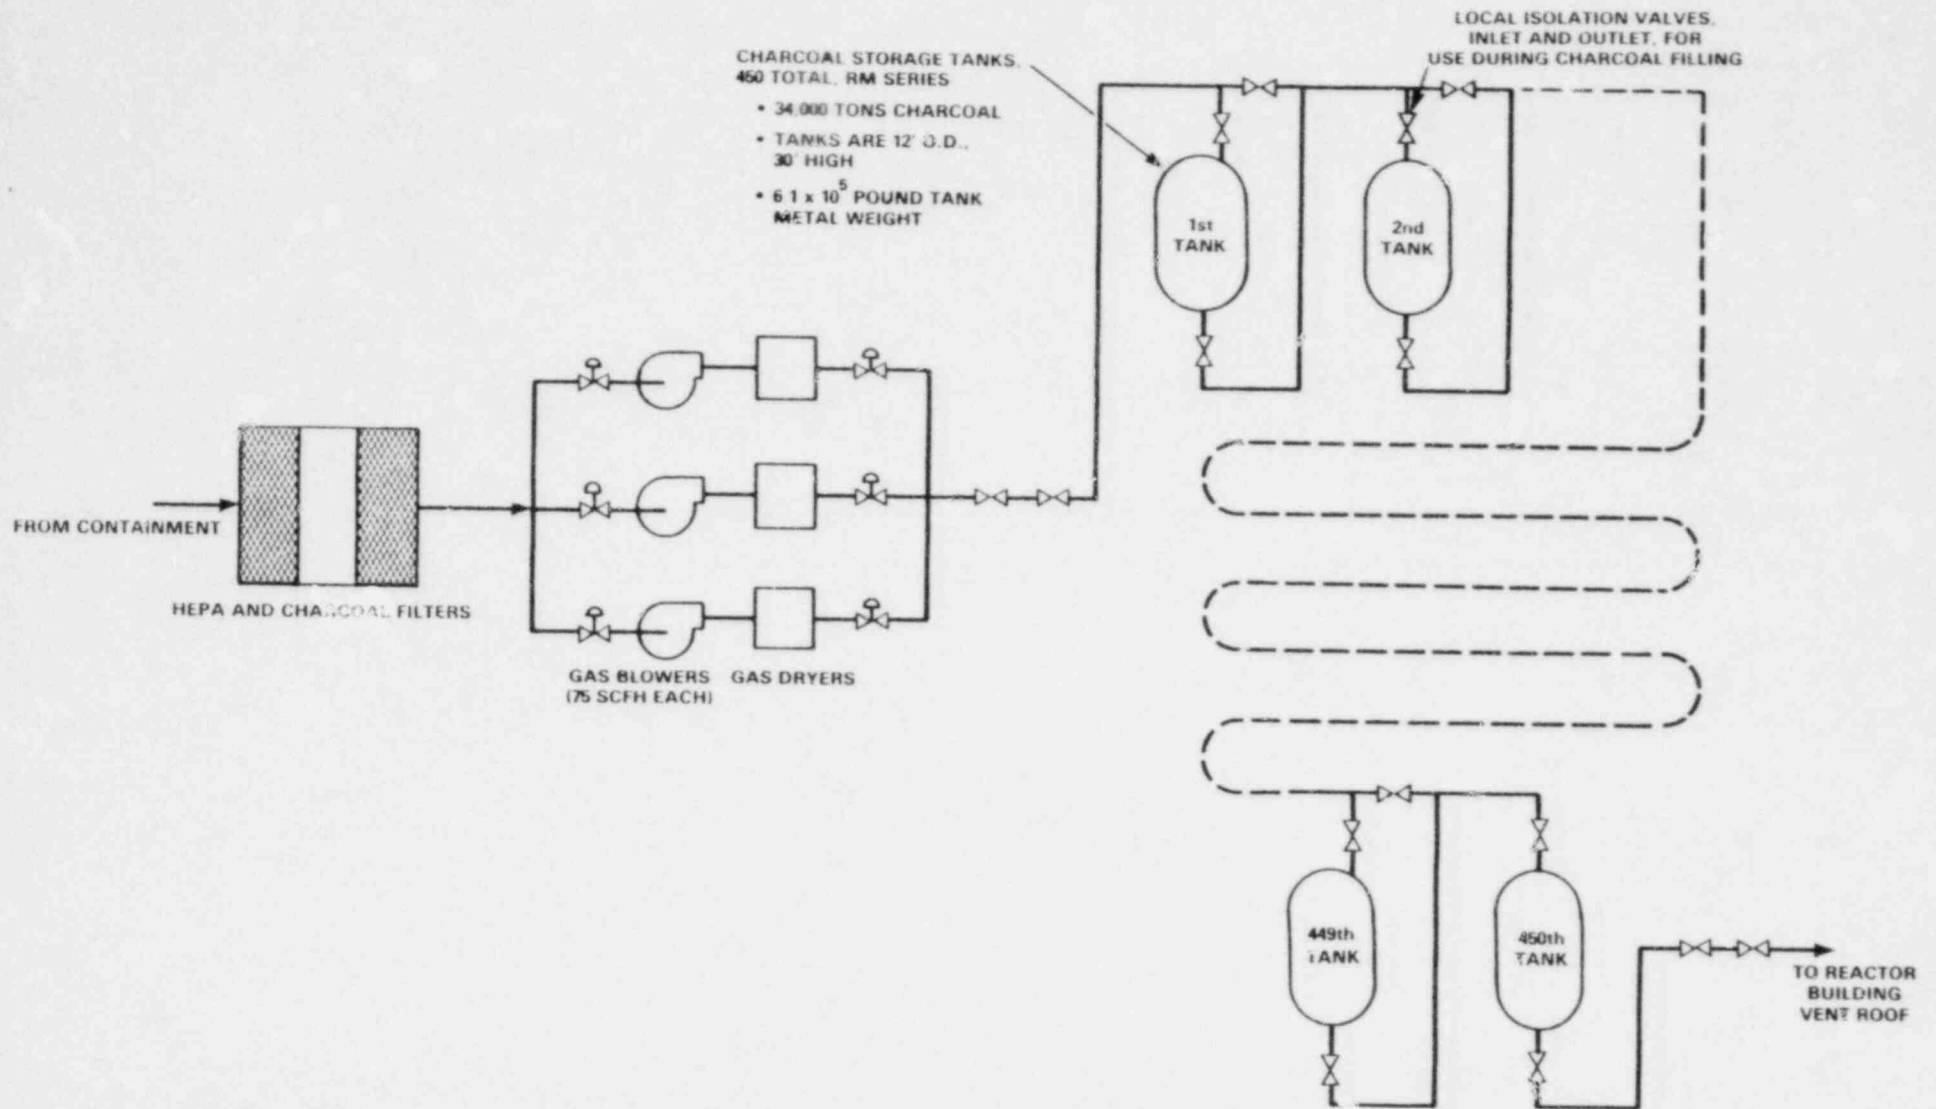 LOCAL ISOLATION VALVES,
INLET AND OUTLET, FOR
USE DURING CHARCOAL FILLING
CHARCOAL STORAGE TANKS,
450 TOTAL, RM SERIES
• 34,000 TONS CHARCOAL
• TANKS ARE 12' O.D.,
30' HIGH
• 6.1 x 10^5 POUND TANK
METAL WEIGHT
1st
TANK
2nd
TANK
FROM CONTAINMENT
HEPA AND CHARCOAL FILTERS
GAS BLOWERS
(75 SCFH EACH)
GAS DRYERS
449th
TANK
450th
TANK
TO REACTOR
BUILDING
VENT ROOF